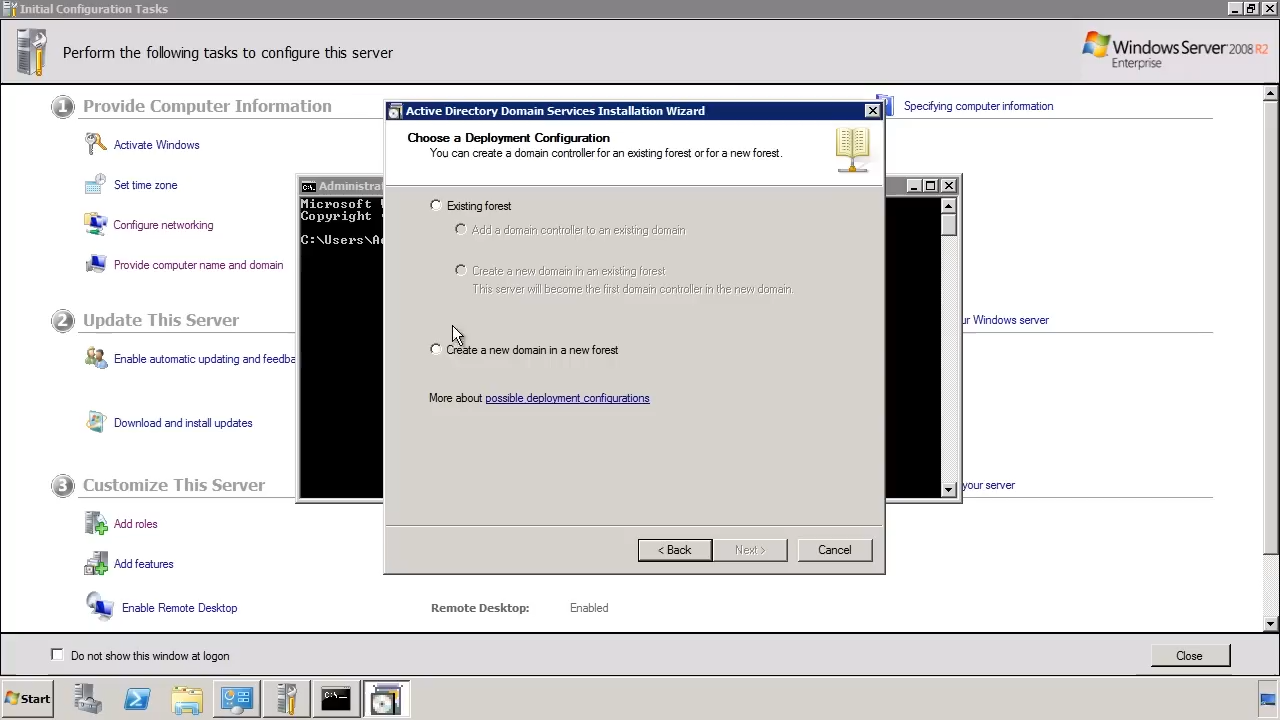 Initial Configuration Tasks
Perform the following tasks to configure this server
Windows Server 2008 R2
Enterprise
1 Provide Computer Information
Specifying computer information
Activate Windows
Set time zone
Configure networking
Provide computer name and domain
2 Update This Server
ur Windows server
Enable automatic updating and feedba
Download and install updates
3 Customize This Server
your server
Add roles
Add features
Enable Remote Desktop
Remote Desktop: Enabled
Do not show this window at logon
Close
Administra
Microsoft
Copyright
C:\Users\Ad
Active Directory Domain Services Installation Wizard
Choose a Deployment Configuration
You can create a domain controller for an existing forest or for a new forest.
Existing forest
Add a domain controller to an existing domain
Create a new domain in an existing forest
This server will become the first domain controller in the new domain.
Create a new domain in a new forest
More about possible deployment configurations
< Back
Next >
Cancel
Start